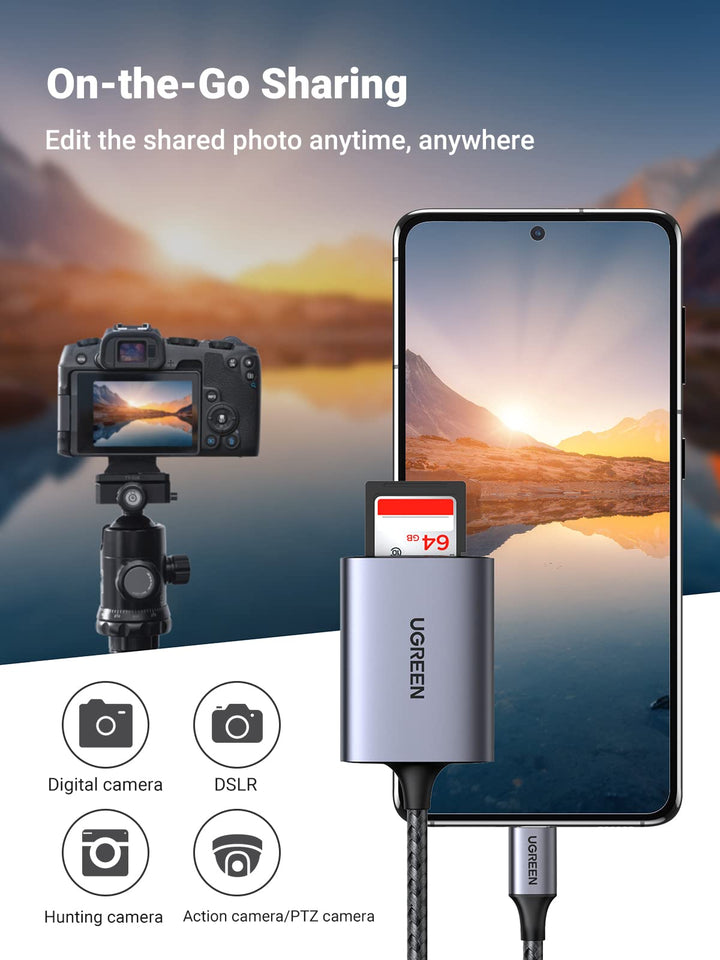 On-the-Go Sharing
Edit the shared photo anytime, anywhere
64 GB
UGREEN
UGREEN
Digital camera
DSLR
Hunting camera
Action camera/PTZ camera